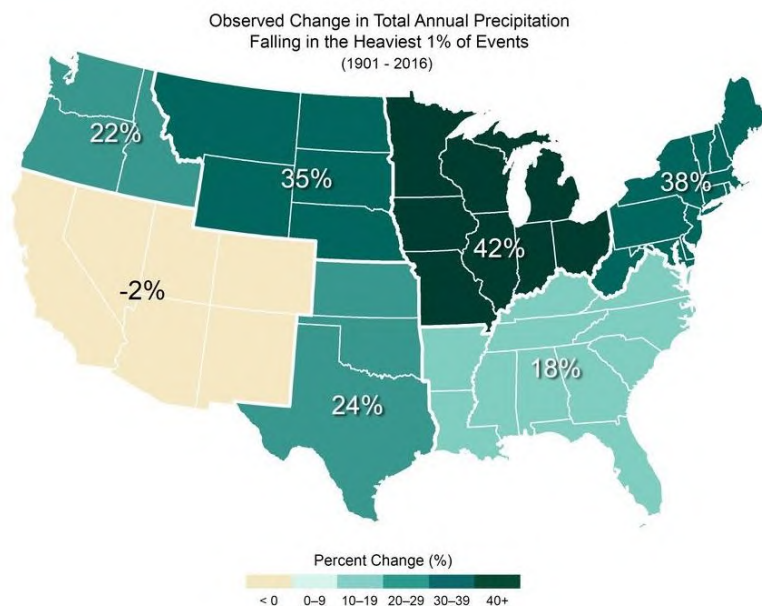 Observed Change in Total Annual Precipitation
Falling in the Heaviest 1% of Events
(1901 - 2016)
22%
35%
38%
42%
-2%
18%
24%
Percent Change (%)
< 0 0–9 10–19 20–29 30–39 40+